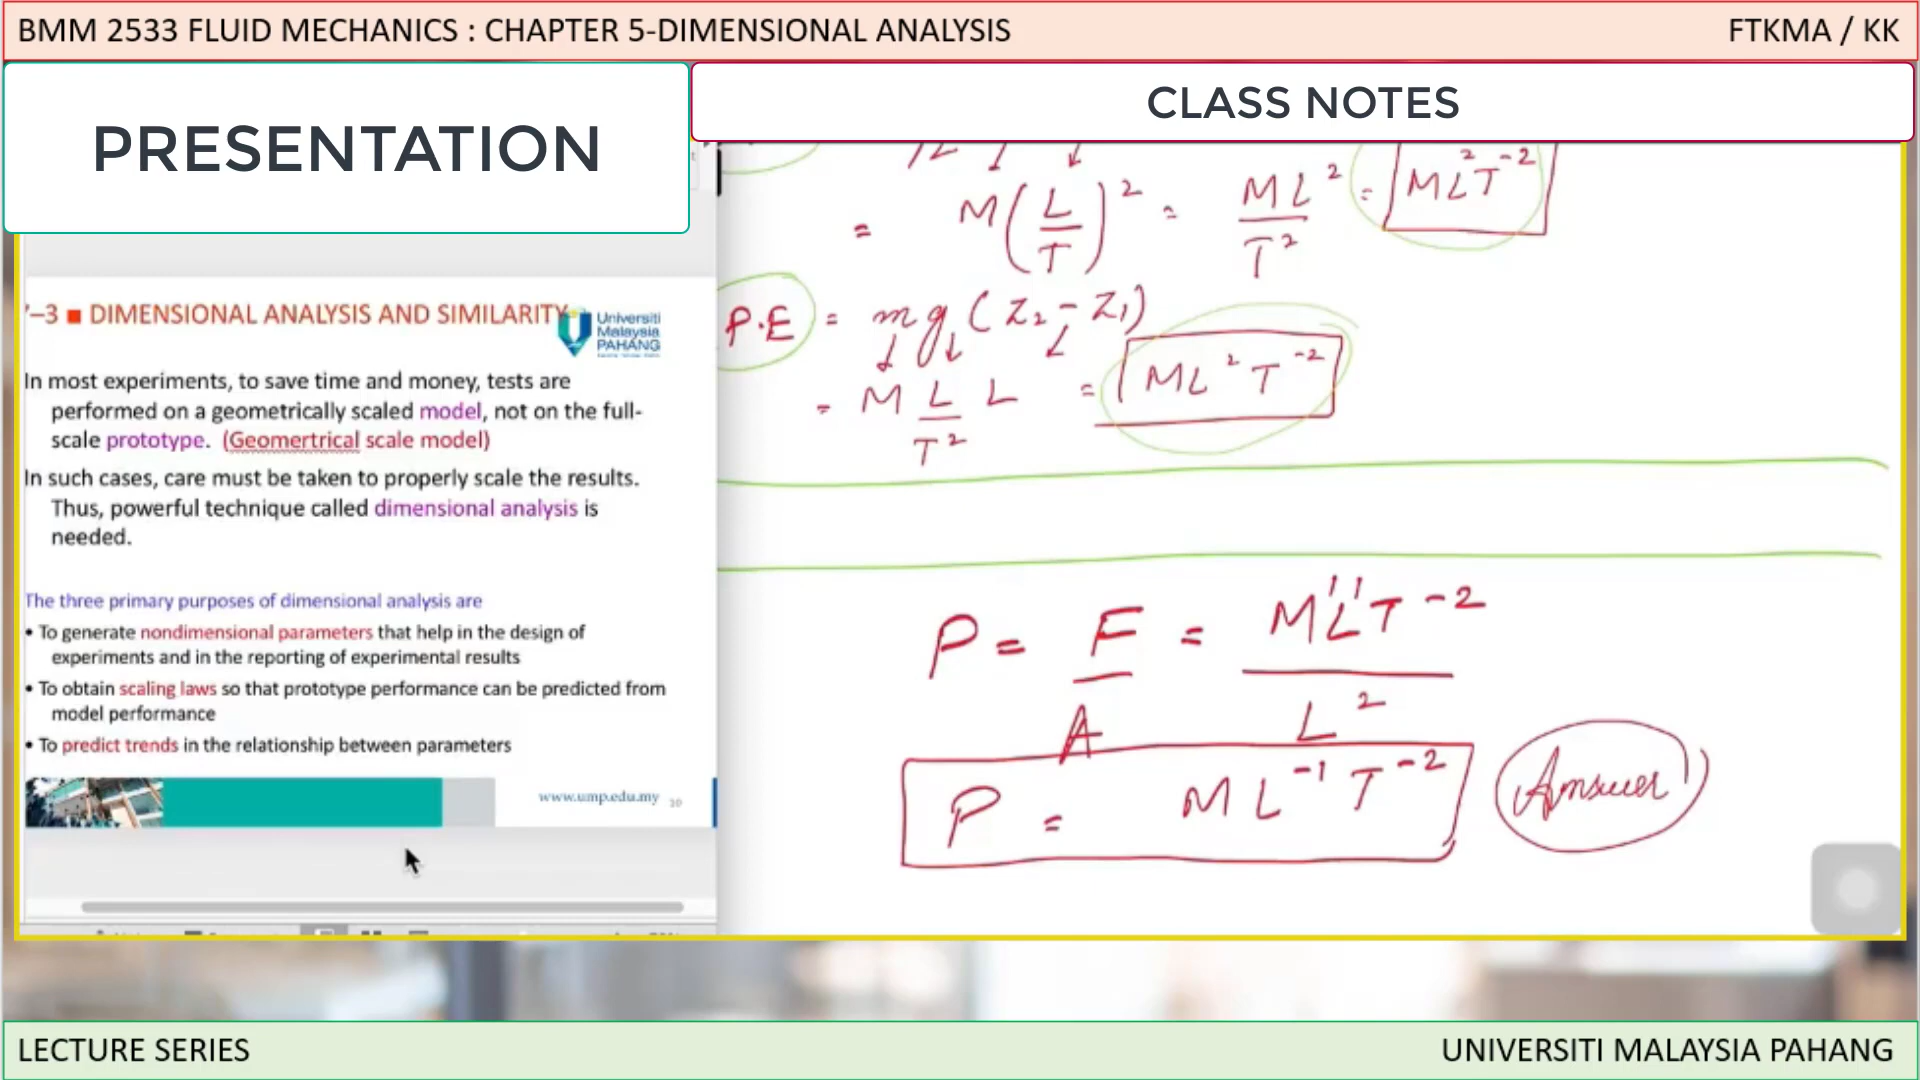 BMM 2533 FLUID MECHANICS : CHAPTER 5-DIMENSIONAL ANALYSIS
FTKMA / KK
PRESENTATION
CLASS NOTES
–3 ■ DIMENSIONAL ANALYSIS AND SIMILARITY
Universiti
Malaysia
PAHANG
In most experiments, to save time and money, tests are
performed on a geometrically scaled model, not on the full-
scale prototype. (Geomertrical scale model)
In such cases, care must be taken to properly scale the results.
Thus, powerful technique called dimensional analysis is
needed.
The three primary purposes of dimensional analysis are
• To generate nondimensional parameters that help in the design of
experiments and in the reporting of experimental results
• To obtain scaling laws so that prototype performance can be predicted from
model performance
• To predict trends in the relationship between parameters
www.ump.edu.my
= M(L/T)² = ML²/T² = ML²T⁻²
P.E = mg(Z₂ - Z₁)
= M L/T² L = ML²T⁻²
P = F/A = M¹L¹T⁻²/L²
P = ML⁻¹T⁻² Answer
LECTURE SERIES
UNIVERSITI MALAYSIA PAHANG